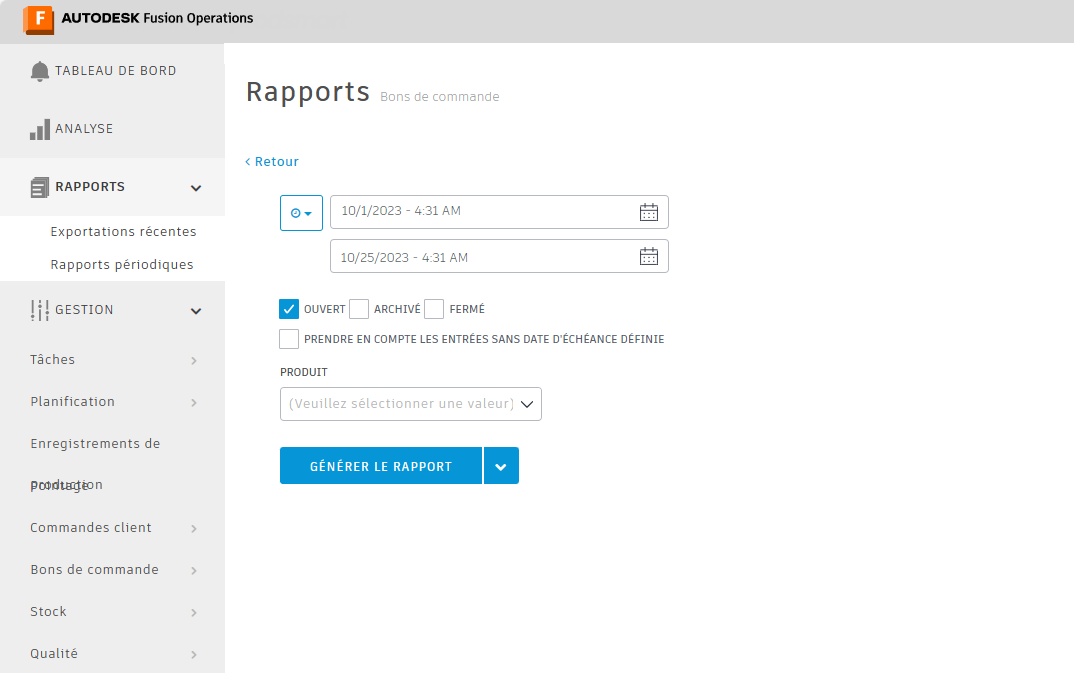 F AUTODESK Fusion Operations
TABLEAU DE BORD
ANALYSE
RAPPORTS
Exportations récentes
Rapports périodiques
GESTION
Tâches
Planification
Enregistrements de
production
Pointage
Commandes client
Bons de commande
Stock
Qualité
Rapports Bons de commande
Retour
10/1/2023 - 4:31 AM
10/25/2023 - 4:31 AM
OUVERT ARCHIVÉ FERMÉ
PRENDRE EN COMPTE LES ENTRÉES SANS DATE D'ÉCHÉANCE DÉFINIE
PRODUIT
(Veuillez sélectionner une valeur)
GÉNÉRER LE RAPPORT